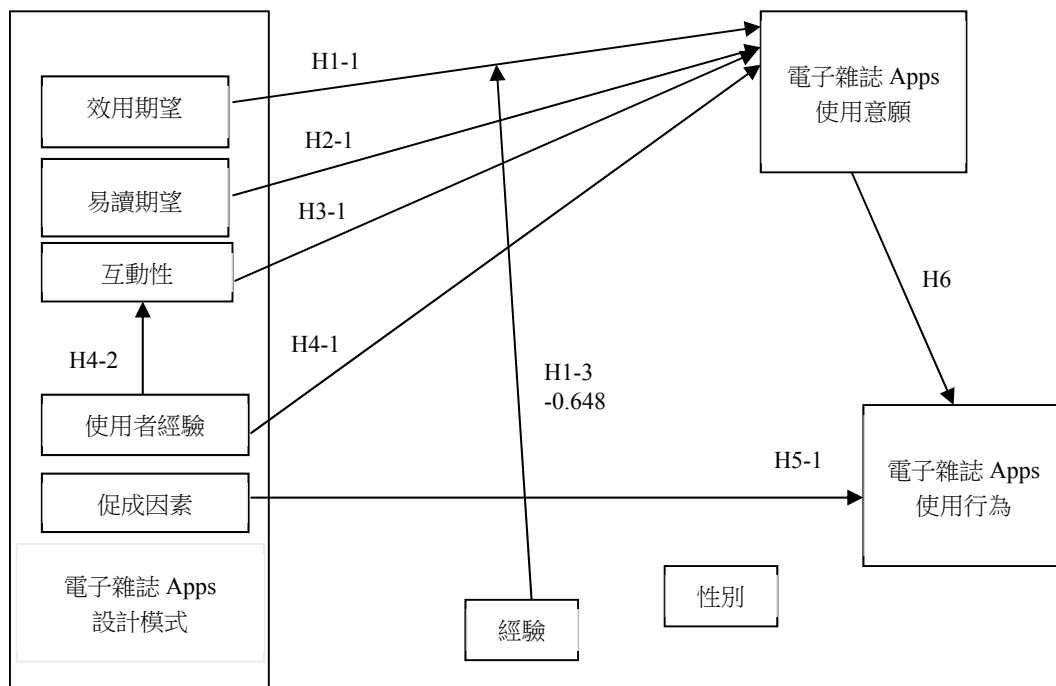 H1-1
電子雜誌 Apps
使用意願
效用期望
H2-1
易讀期望
H3-1
互動性
H6
H4-2
H4-1
H1-3
-0.648
使用者經驗
H5-1
電子雜誌 Apps
使用行為
促成因素
電子雜誌 Apps
設計模式
性別
經驗